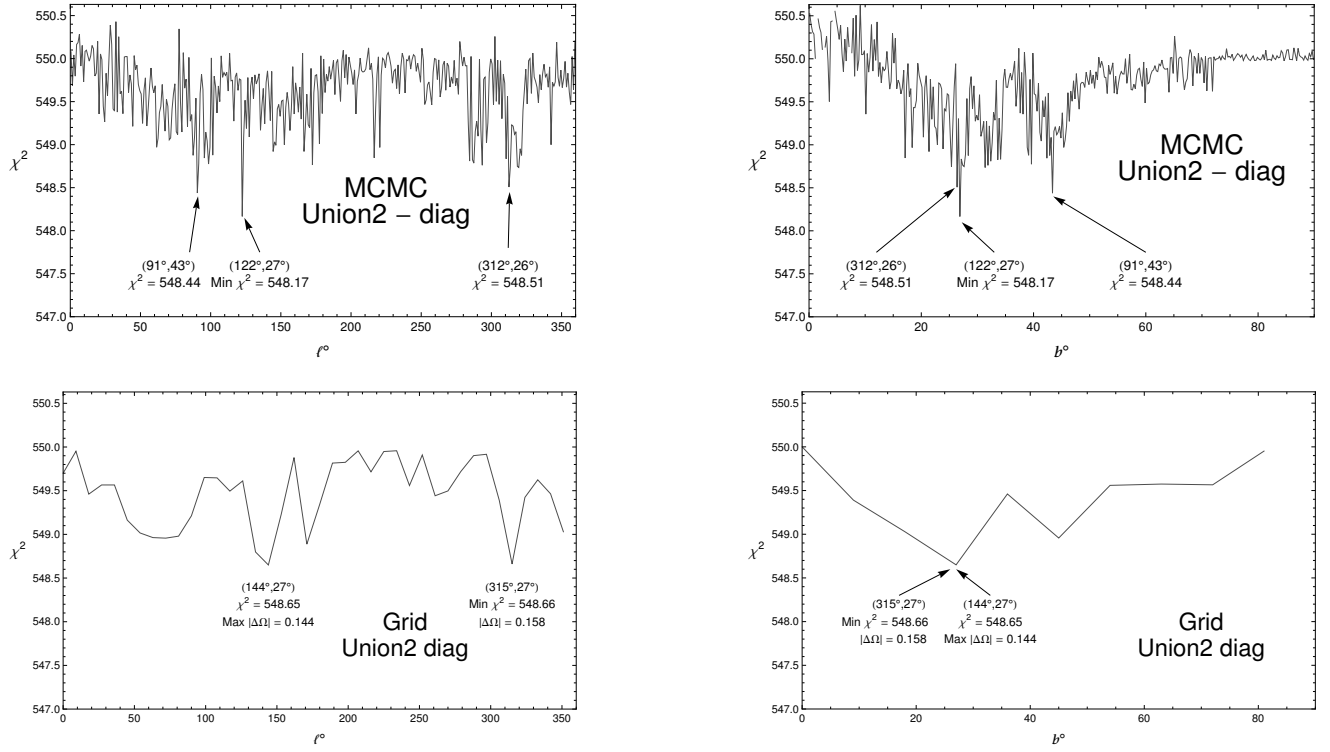 550.5
550.0
549.5
549.0
548.5
548.0
547.5
547.0
χ²
MCMC
Union2 − diag
(91°,43°)
χ² = 548.44
(122°,27°)
Min χ² = 548.17
(312°,26°)
χ² = 548.51
0 50 100 150 200 250 300 350
ℓ°
550.5
550.0
549.5
549.0
548.5
548.0
547.5
547.0
χ²
MCMC
Union2 − diag
(312°,26°)
χ² = 548.51
(122°,27°)
Min χ² = 548.17
(91°,43°)
χ² = 548.44
0 20 40 60 80
b°
550.5
550.0
549.5
549.0
548.5
548.0
547.5
547.0
χ²
(144°,27°)
χ² = 548.65
Max |ΔΩ| = 0.144
(315°,27°)
Min χ² = 548.66
|ΔΩ| = 0.158
Grid
Union2 diag
0 50 100 150 200 250 300 350
ℓ°
550.5
550.0
549.5
549.0
548.5
548.0
547.5
547.0
χ²
(315°,27°)
Min χ² = 548.66
|ΔΩ| = 0.158
(144°,27°)
χ² = 548.65
Max |ΔΩ| = 0.144
Grid
Union2 diag
0 20 40 60 80
b°